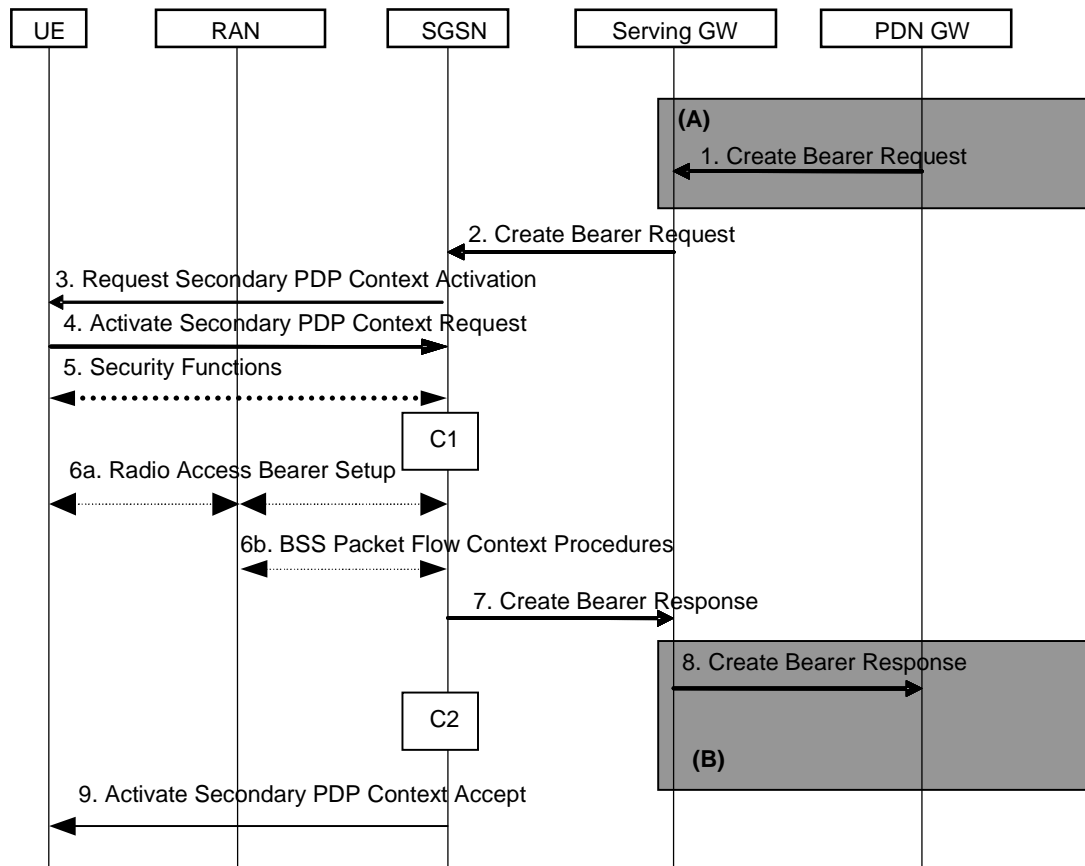 UE
RAN
SGSN
Serving GW
PDN GW
(A)
1. Create Bearer Request
2. Create Bearer Request
3. Request Secondary PDP Context Activation
4. Activate Secondary PDP Context Request
5. Security Functions
C1
6a. Radio Access Bearer Setup
6b. BSS Packet Flow Context Procedures
7. Create Bearer Response
8. Create Bearer Response
C2
(B)
9. Activate Secondary PDP Context Accept